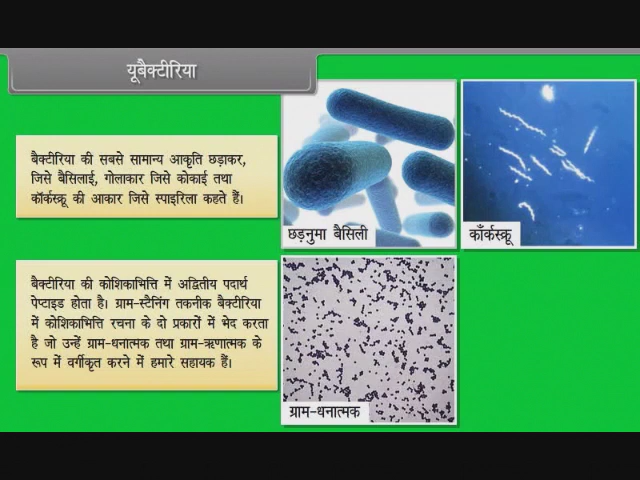 यूबैक्टीरिया
बैक्टीरिया की सबसे सामान्य आकृति छड़ाकर,
जिसे बैसिलाई, गोलाकार जिसे कोकाई तथा
कॉर्कस्क्रू की आकार जिसे स्पाइरिला कहते हैं।
छड़नुमा बैसिली
कॉर्कस्क्रू
बैक्टीरिया की कोशिकाभित्ति में अद्वितीय पदार्थ
पेप्टाइड होता है। ग्राम-स्टैनिंग तकनीक बैक्टीरिया
में कोशिकाभित्ति रचना के दो प्रकारों में भेद करता
है जो उन्हें ग्राम-धनात्मक तथा ग्राम-ऋणात्मक के
रूप में वर्गीकृत करने में हमारे सहायक हैं।
ग्राम-धनात्मक